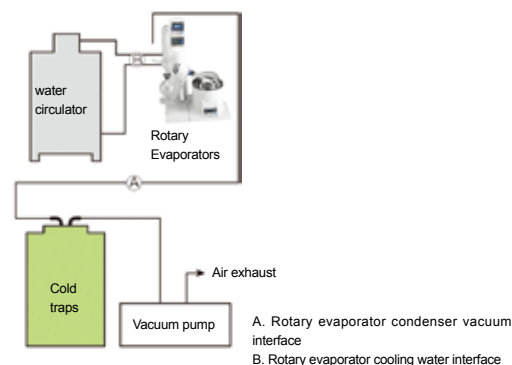 water
circulator
Rotary
Evaporators
A
Cold
traps
Air exhaust
Vacuum pump
A. Rotary evaporator condenser vacuum
interface
B. Rotary evaporator cooling water interface